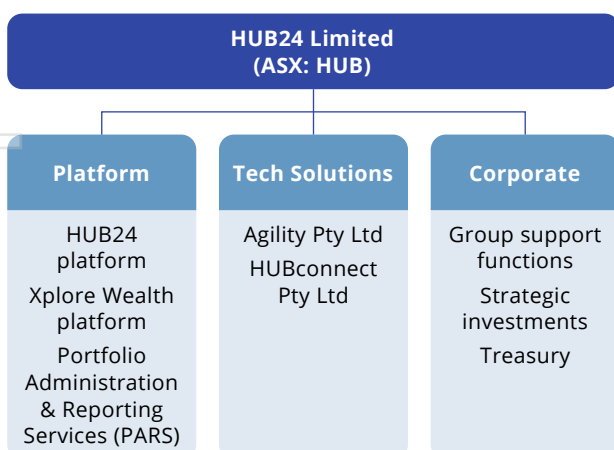 HUB24 Limited
(ASX: HUB)
Platform
HUB24
platform
Xplore Wealth
platform
Portfolio
Administration
& Reporting
Services (PARS)
Tech Solutions
Agility Pty Ltd
HUBconnect
Pty Ltd
Corporate
Group support
functions
Strategic
investments
Treasury